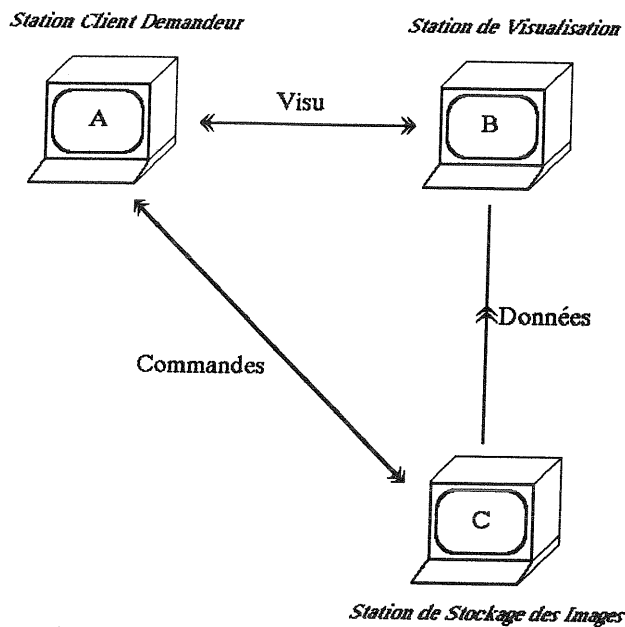 Station Client Demandeur
Station de Visualisation
A
Visu
B
Données
Commandes
C
Station de Stockage des Images